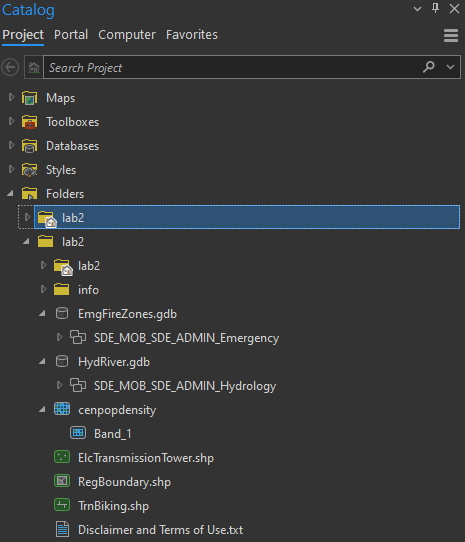 Catalog
Project Portal Computer Favorites
Search Project
Maps
Toolboxes
Databases
Styles
Folders
lab2
lab2
lab2
info
EmgFireZones.gdb
SDE_MOB_SDE_ADMIN_Emergency
HydRiver.gdb
SDE_MOB_SDE_ADMIN_Hydrology
cenpopdensity
Band_1
ElcTransmissionTower.shp
RegBoundary.shp
TrnBiking.shp
Disclaimer and Terms of Use.txt